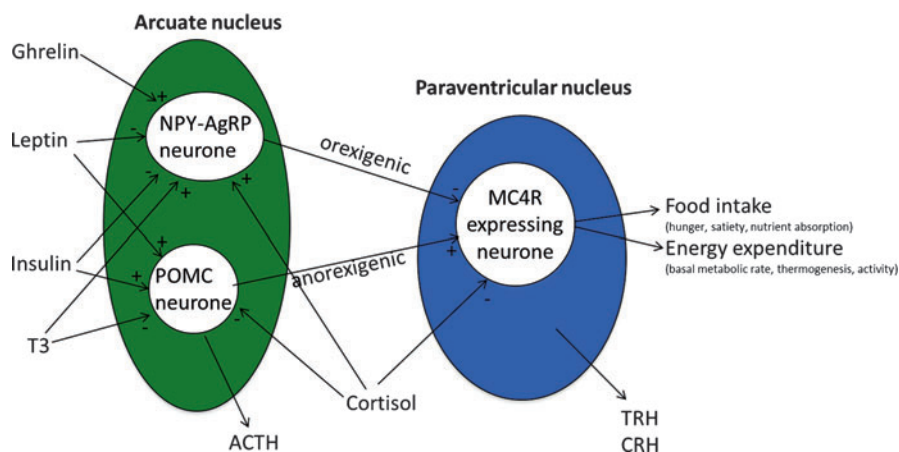 Arcuate nucleus
Ghrelin
Leptin
Insulin
T3
+
-
NPY-AgRP
neurone
-
+
+
+
POMC
neurone
+
-
-
ACTH
Cortisol
orexigenic
anorexigenic
Paraventricular nucleus
-
MC4R
expressing
neurone
+
-
Food intake
(hunger, satiety, nutrient absorption)
Energy expenditure
(basal metabolic rate, thermogenesis, activity)
TRH
CRH